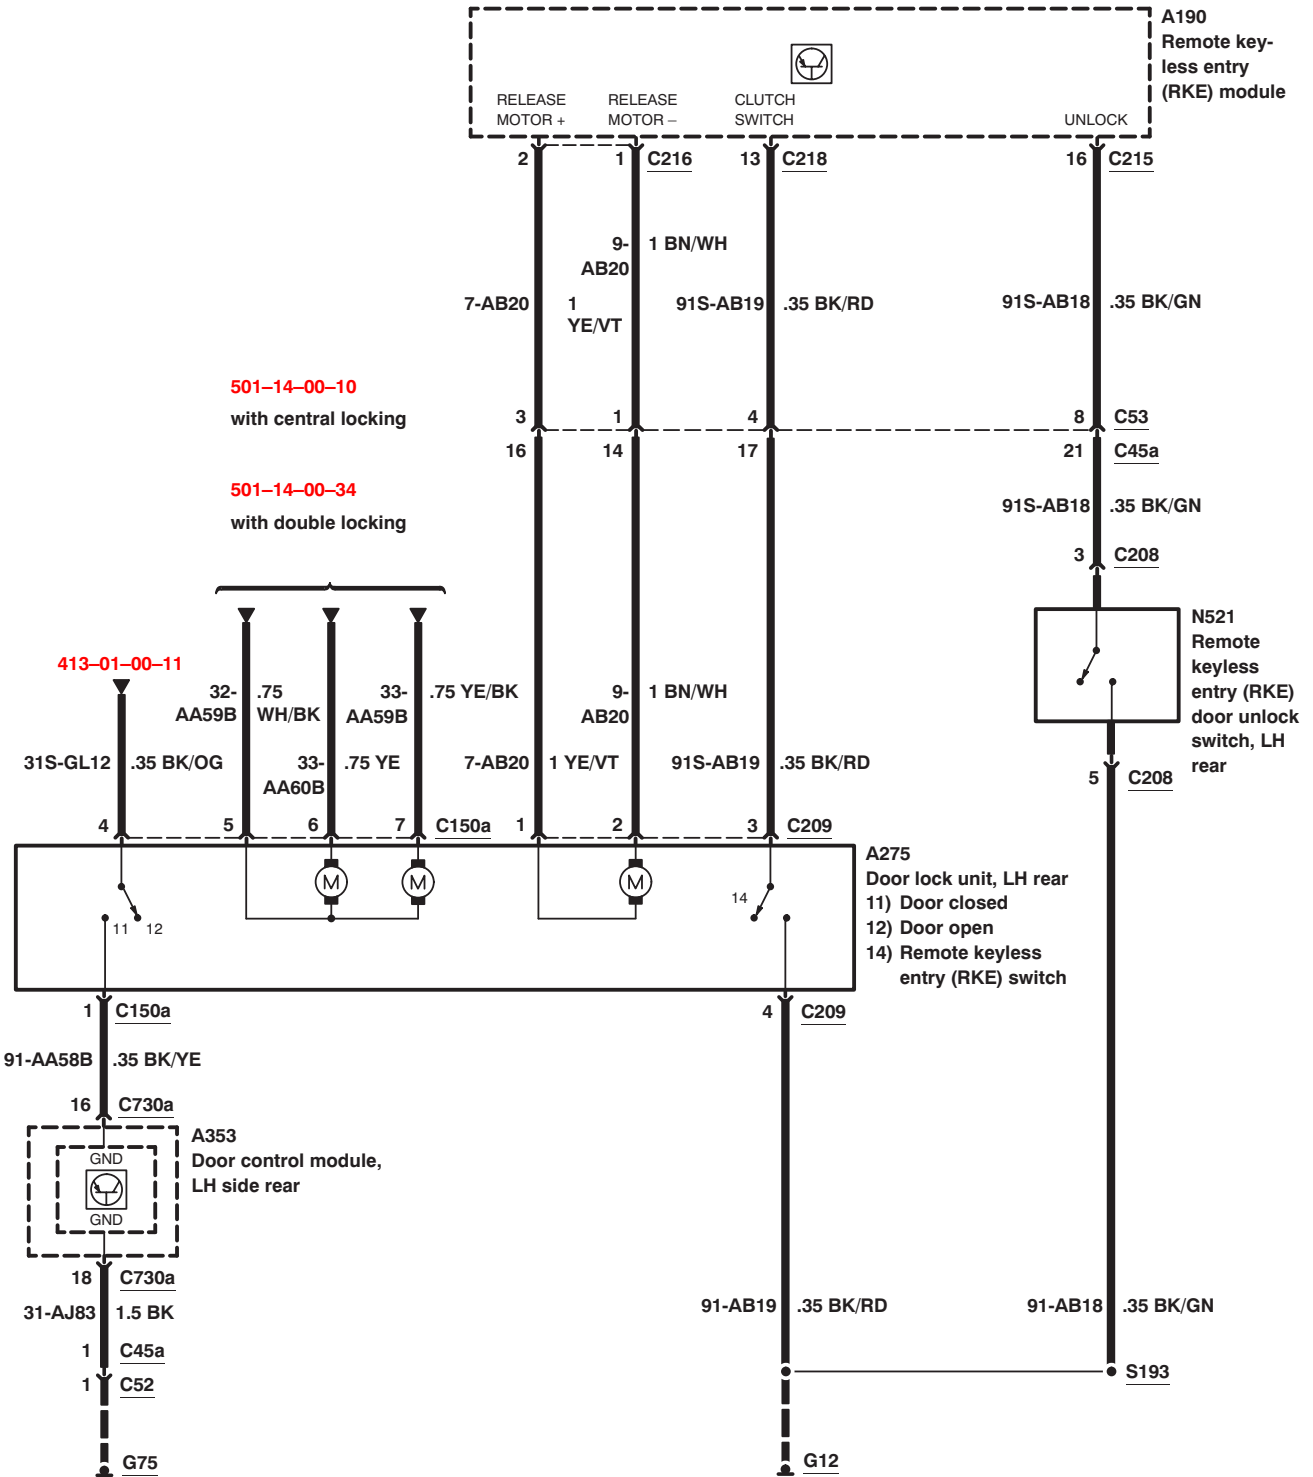 A190
Remote key-
less entry
(RKE) module
RELEASE
MOTOR +
RELEASE
MOTOR –
CLUTCH
SWITCH
UNLOCK
2
1
C216
13
C218
16
C215
9-
AB20
1 BN/WH
7-AB20
1
YE/VT
91S-AB19
.35 BK/RD
91S-AB18
.35 BK/GN
501–14–00–10
with central locking
3
1
4
8
C53
16
14
17
21
C45a
501–14–00–34
with double locking
91S-AB18
.35 BK/GN
3
C208
N521
Remote
keyless
entry (RKE)
door unlock
switch, LH
rear
413–01–00–11
32-
AA59B
.75
WH/BK
33-
AA59B
.75 YE/BK
9-
AB20
1 BN/WH
31S-GL12
.35 BK/OG
33-
AA60B
.75 YE
7-AB20
1 YE/VT
91S-AB19
.35 BK/RD
5
C208
4
5
6
7
C150a
1
2
3
C209
A275
Door lock unit, LH rear
11) Door closed
12) Door open
14) Remote keyless
entry (RKE) switch
M
M
M
14
11
12
1
C150a
4
C209
91-AA58B
.35 BK/YE
16
C730a
A353
Door control module,
LH side rear
GND
GND
18
C730a
31-AJ83
1.5 BK
91-AB19
.35 BK/RD
91-AB18
.35 BK/GN
1
C45a
1
C52
S193
G75
G12